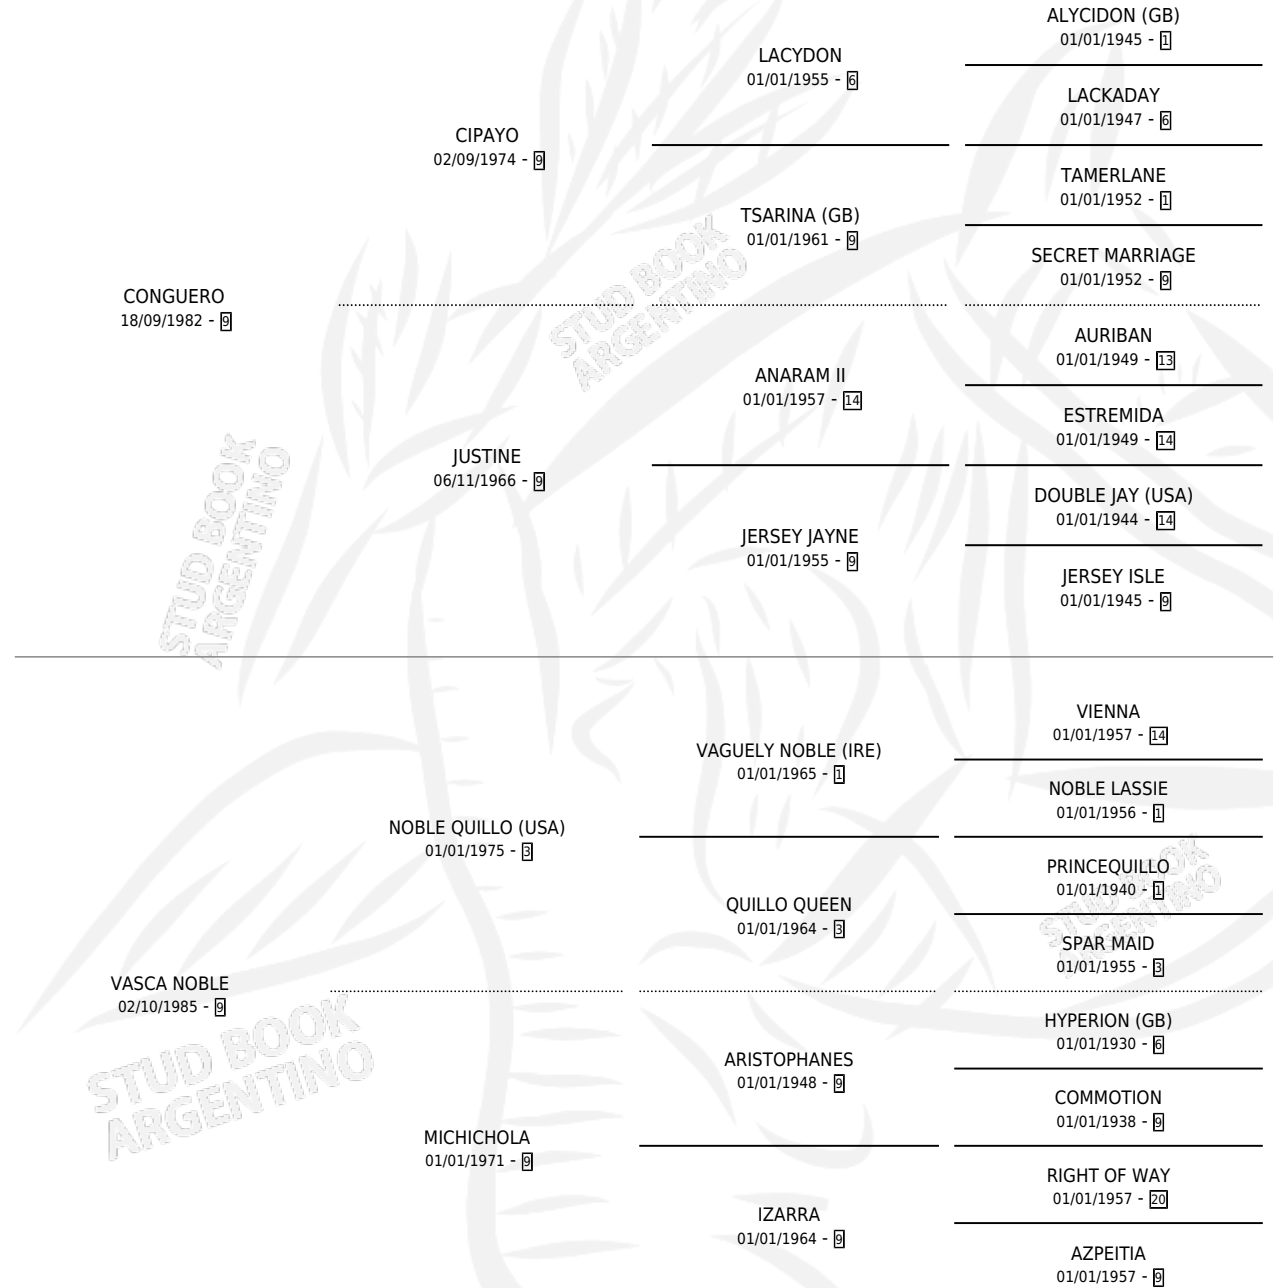 ALYCIDON (GB)
01/01/1945 - 1
LACYDON
01/01/1955 - 6
LACKADAY
01/01/1947 - 6
CIPAYO
02/09/1974 - 9
TAMERLANE
01/01/1952 - 1
TSARINA (GB)
01/01/1961 - 9
SECRET MARRIAGE
01/01/1952 - 9
CONGUERO
18/09/1982 - 9
STUD BOOK
ARGENTINO
AURIBAN
01/01/1949 - 13
ANARAM II
01/01/1957 - 14
ESTREMIDA
01/01/1949 - 14
JUSTINE
06/11/1966 - 9
DOUBLE JAY (USA)
01/01/1944 - 14
JERSEY JAYNE
01/01/1955 - 9
JERSEY ISLE
01/01/1945 - 9
STUD BOOK
ARGENTINO
VIENNA
01/01/1957 - 14
VAGUELY NOBLE (IRE)
01/01/1965 - 1
NOBLE LASSIE
01/01/1956 - 1
NOBLE QUILLO (USA)
01/01/1975 - 3
PRINCEQUILLO
01/01/1940 - 1
QUILLO QUEEN
01/01/1964 - 3
STUD BOOK
ARGENTINO
SPAR MAID
01/01/1955 - 3
VASCA NOBLE
02/10/1985 - 9
HYPERION (GB)
01/01/1930 - 6
STUD BOOK
ARGENTINO
ARISTOPHANES
01/01/1948 - 9
COMMOTION
01/01/1938 - 9
MICHICHOLA
01/01/1971 - 9
RIGHT OF WAY
01/01/1957 - 20
IZARRA
01/01/1964 - 9
AZPEITIA
01/01/1957 - 9